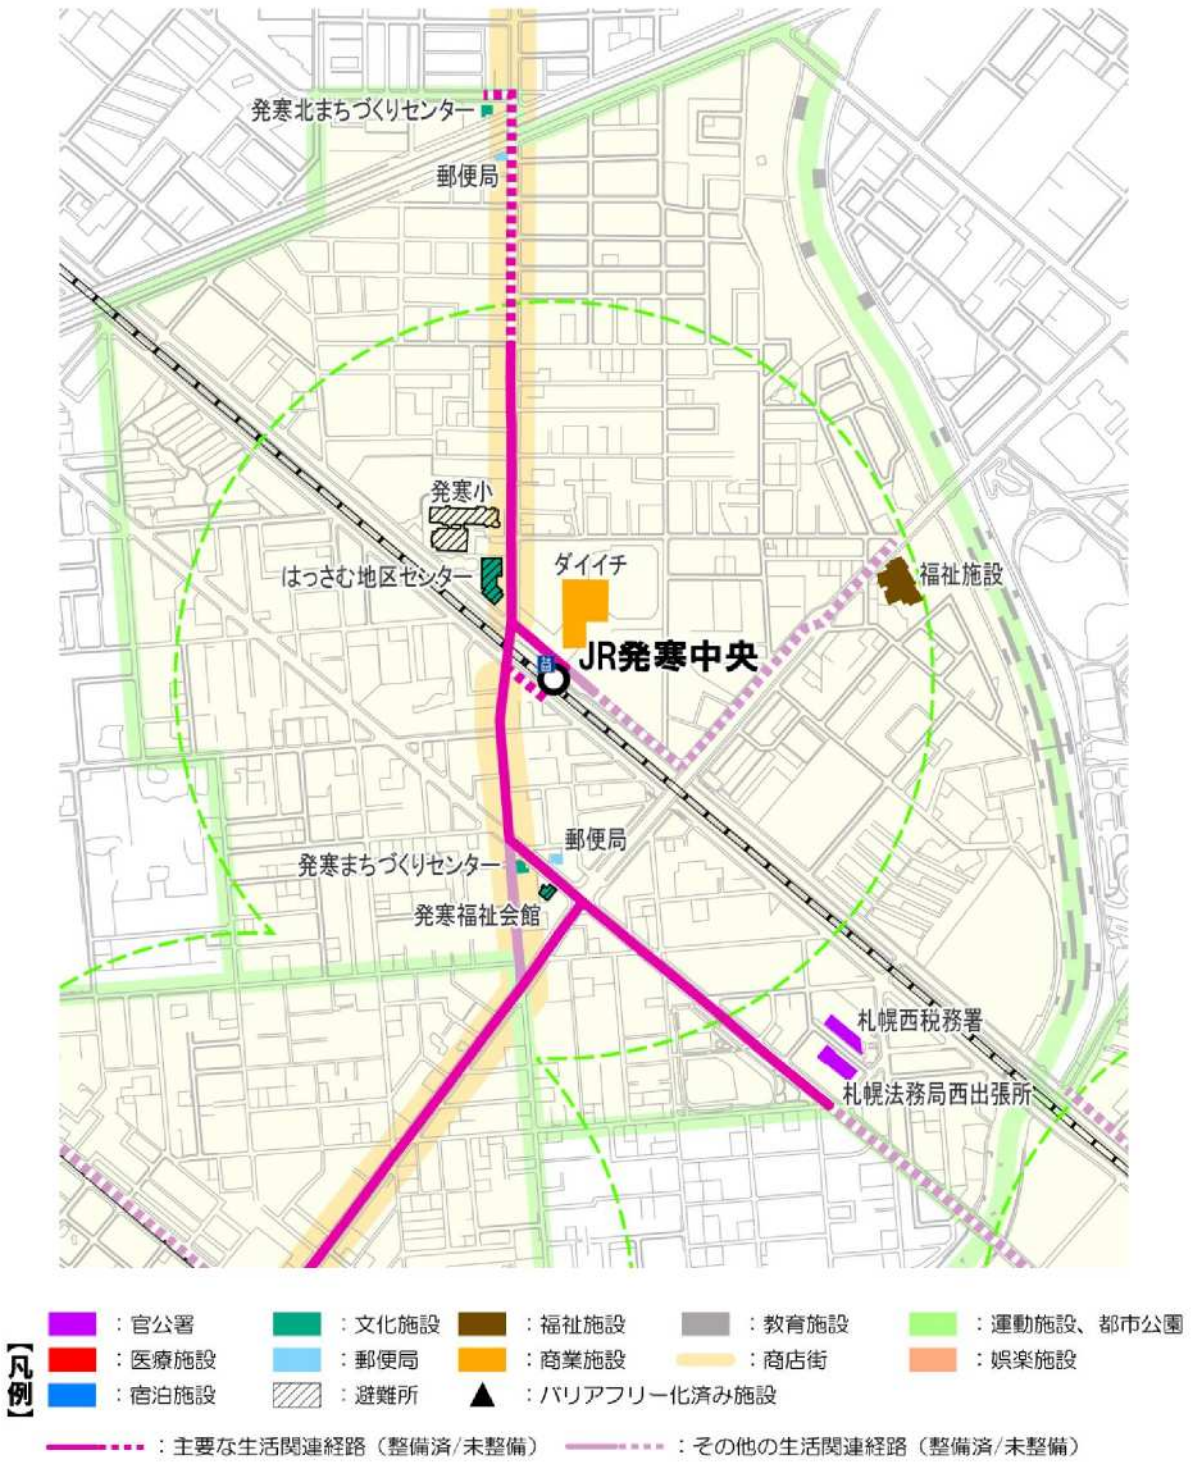 発寒北まちづくりセンター
郵便局
発寒小
はっさむ地区センター
ダイイチ
福祉施設
JR発寒中央
郵便局
発寒まちづくりセンター
発寒福祉会館
札幌西税務署
札幌法務局西出張所
【凡例】
：官公署 ：文化施設 ：福祉施設 ：教育施設 ：運動施設、都市公園
：医療施設 ：郵便局 ：商業施設 ：商店街 ：娯楽施設
：宿泊施設 ：避難所 ：バリアフリー化済み施設
：主要な生活関連経路（整備済/未整備） ：その他の生活関連経路（整備済/未整備）